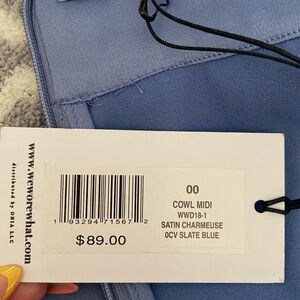 www.weworewhat.com
distributed by ONIA LLC
00
COWL MIDI
WWD18-1
SATIN CHARMEUSE
0CV SLATE BLUE
1 93294 71567 2
$89.00